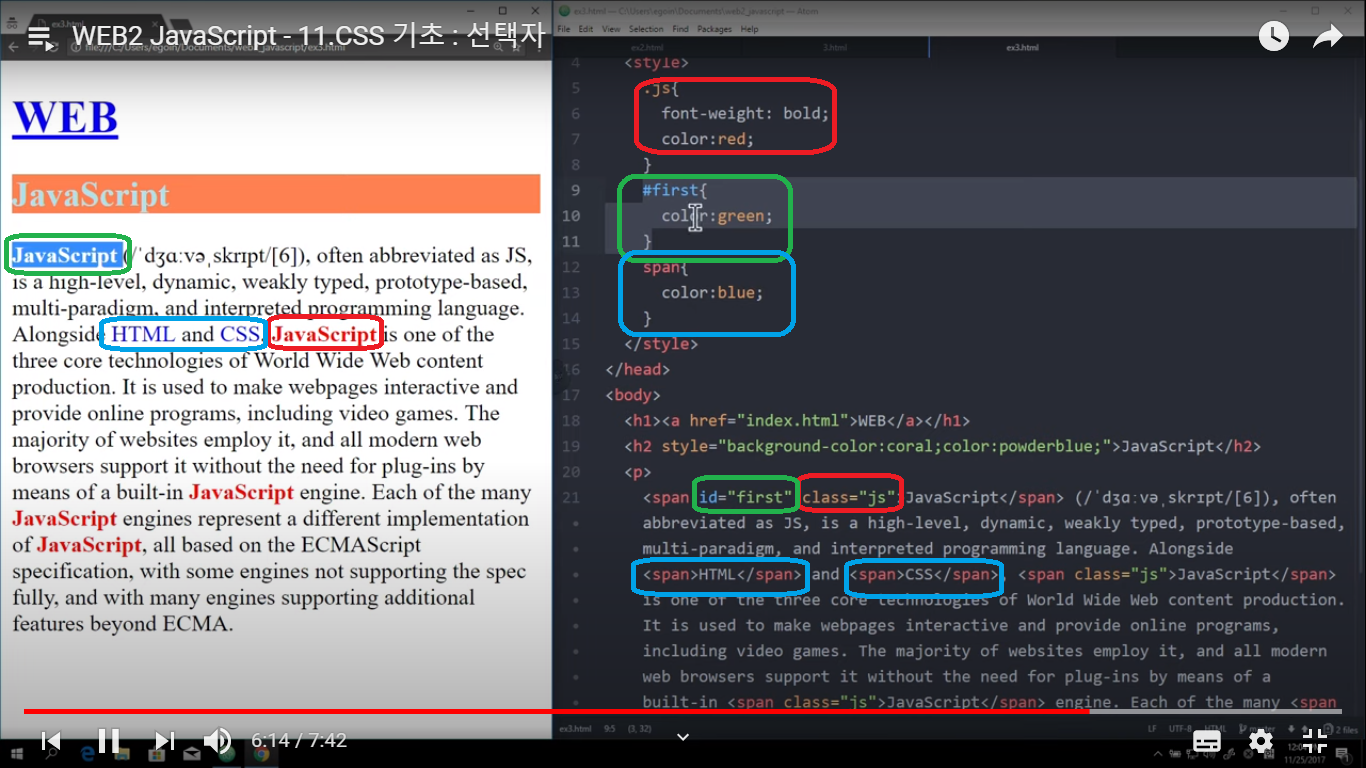 WEB2 JavaScript - 11.CSS 기초 : 선택자
ex3.html
file:///C:/Users/egoin/Documents/web2_javascript/ex3.html
WEB
JavaScript
JavaScript (/ˈdʒɑːvəˌskrɪpt/[6]), often abbreviated as JS,
is a high-level, dynamic, weakly typed, prototype-based,
multi-paradigm, and interpreted programming language.
Alongside HTML and CSS, JavaScript is one of the
three core technologies of World Wide Web content
production. It is used to make webpages interactive and
provide online programs, including video games. The
majority of websites employ it, and all modern web
browsers support it without the need for plug-ins by
means of a built-in JavaScript engine. Each of the many
JavaScript engines represent a different implementation
of JavaScript, all based on the ECMAScript
specification, with some engines not supporting the spec
fully, and with many engines supporting additional
features beyond ECMA.
ex3.html — C:\Users\egoin\Documents\web2_javascript — Atom
File Edit View Selection Find Packages Help
ex2.html 3.html ex3.html
4 <style>
5 .js{
6 font-weight: bold;
7 color:red;
8 }
9 #first{
10 color:green;
11 }
12 span{
13 color:blue;
14 }
15 </style>
16 </head>
17 <body>
18 <h1><a href="index.html">WEB</a></h1>
19 <h2 style="background-color:coral;color:powderblue;">JavaScript</h2>
20 <p>
21 <span id="first" class="js">JavaScript</span> (/ˈdʒɑːvəˌskrɪpt/[6]), often
abbreviated as JS, is a high-level, dynamic, weakly typed, prototype-based,
multi-paradigm, and interpreted programming language. Alongside
<span>HTML</span> and <span>CSS</span>, <span class="js">JavaScript</span>
is one of the three core technologies of World Wide Web content production.
It is used to make webpages interactive and provide online programs,
including video games. The majority of websites employ it, and all modern
web browsers support it without the need for plug-ins by means of a
built-in <span class="js">JavaScript</span> engine. Each of the many <span
ex3.html 9:5 (3, 32) LF UTF-8 HTML master 2 files
6:14 / 7:42
11/25/2017